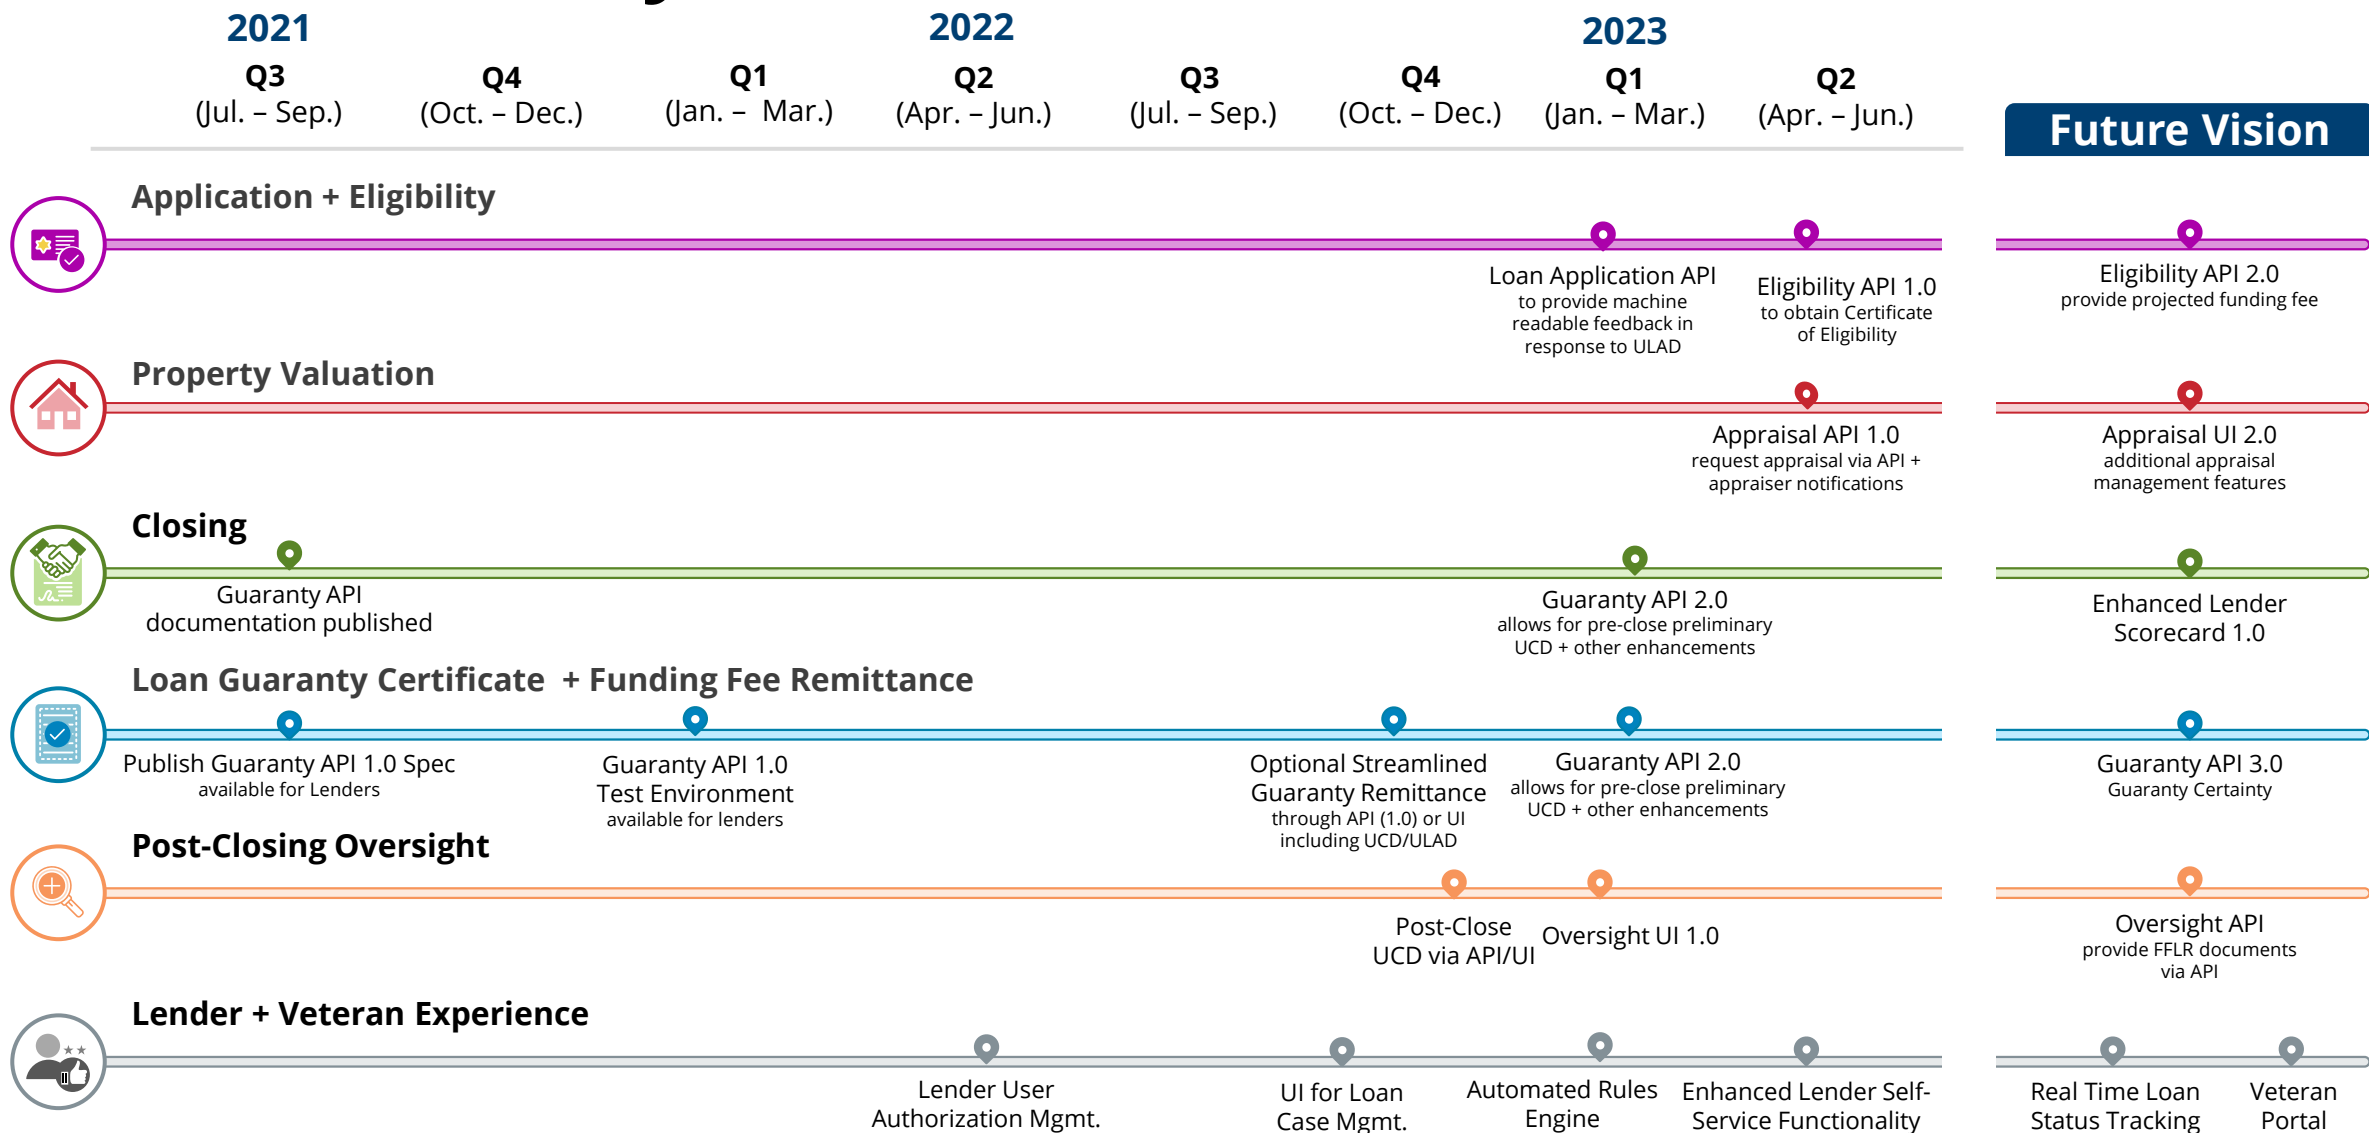 2021
2022
2023
Q3
Q4
Q1
Q2
Q3
Q4
Q1
Q2
(Jul. – Sep.)
(Oct. – Dec.)
(Jan. – Mar.)
(Apr. – Jun.)
(Jul. – Sep.)
(Oct. – Dec.)
(Jan. – Mar.)
(Apr. – Jun.)
Future Vision
Application + Eligibility
Loan Application API
to provide machine
readable feedback in
response to ULAD
Eligibility API 1.0
to obtain Certificate
of Eligibility
Eligibility API 2.0
provide projected funding fee
Property Valuation
Appraisal API 1.0
request appraisal via API +
appraiser notifications
Appraisal UI 2.0
additional appraisal
management features
Closing
Guaranty API
documentation published
Guaranty API 2.0
allows for pre-close preliminary
UCD + other enhancements
Enhanced Lender
Scorecard 1.0
Loan Guaranty Certificate + Funding Fee Remittance
Publish Guaranty API 1.0 Spec
available for Lenders
Guaranty API 1.0
Test Environment
available for lenders
Optional Streamlined
Guaranty Remittance
through API (1.0) or UI
including UCD/ULAD
Guaranty API 2.0
allows for pre-close preliminary
UCD + other enhancements
Guaranty API 3.0
Guaranty Certainty
Post-Closing Oversight
Post-Close
UCD via API/UI
Oversight UI 1.0
Oversight API
provide FFLR documents
via API
Lender + Veteran Experience
Lender User
Authorization Mgmt.
UI for Loan
Case Mgmt.
Automated Rules
Engine
Enhanced Lender Self-
Service Functionality
Real Time Loan
Status Tracking
Veteran
Portal